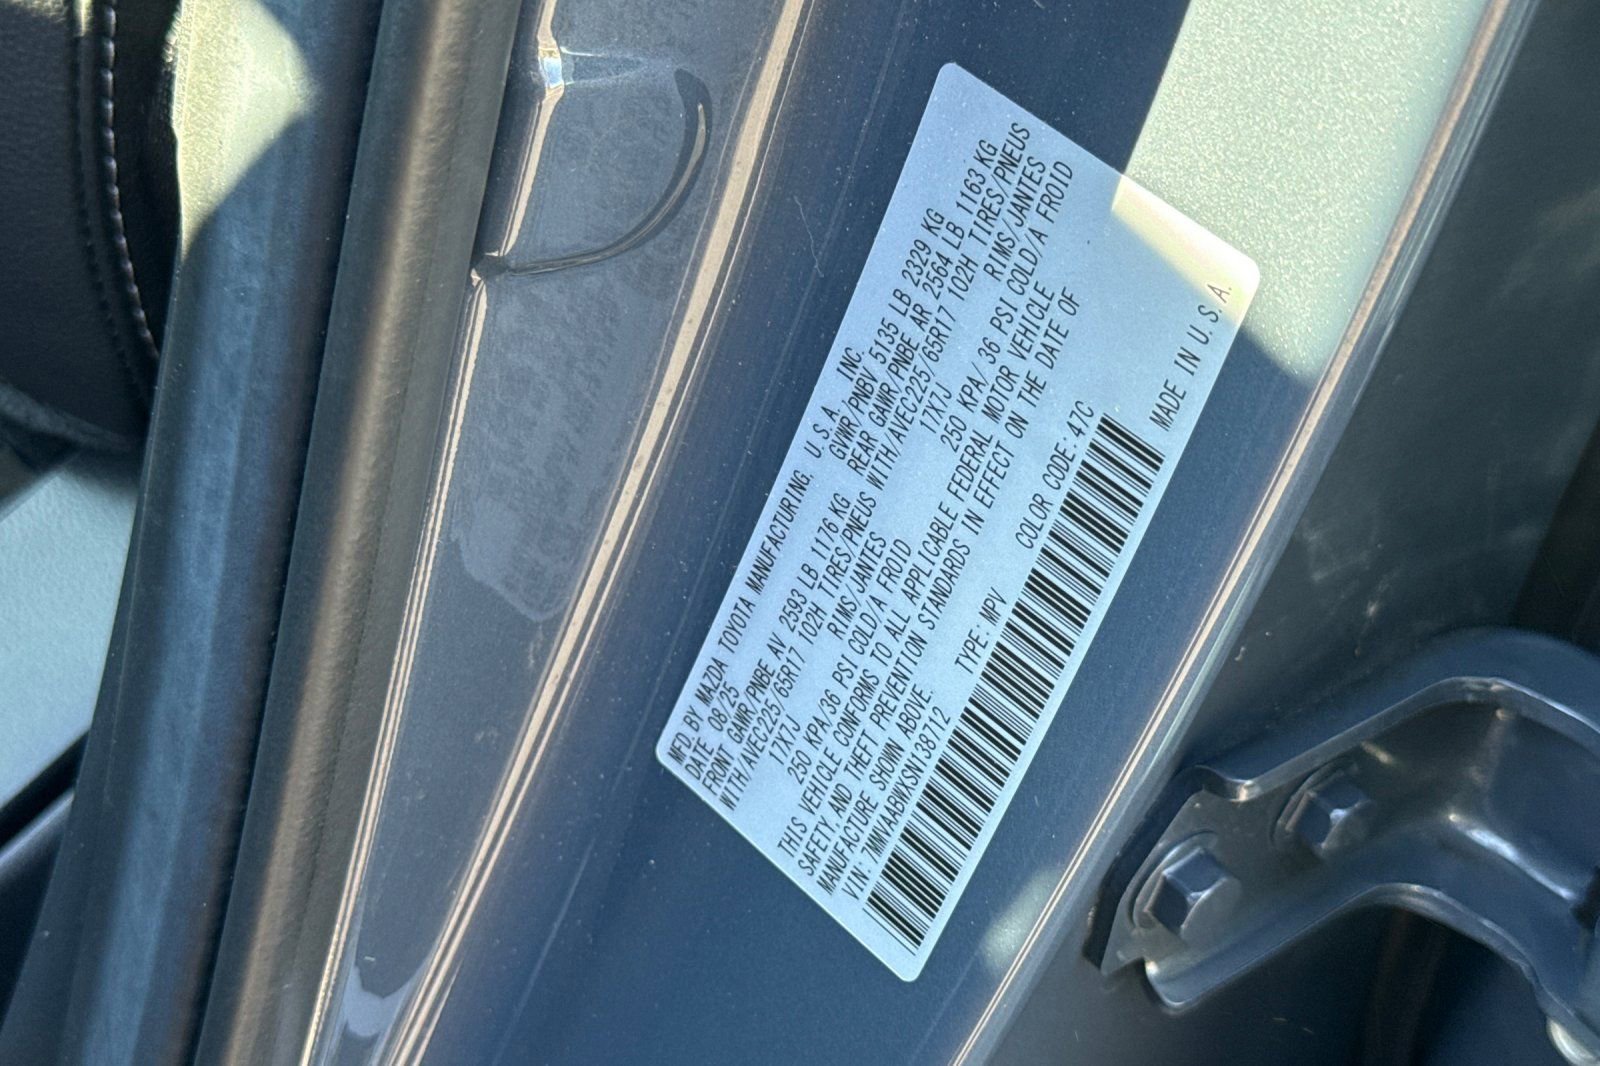 MFD. BY MAZDA TOYOTA MANUFACTURING, U. S. A., INC.
DATE 08/25 GVWR/PNBV 5135 LB 2329 KG
FRONT GAWR/PNBE AV 2593 LB 1176 KG REAR GAWR/PNBE AR 2564 LB 1163 KG
WITH/AVEC225/65R17 102H TIRES/PNEUS WITH/AVEC225/65R17 102H TIRES/PNEUS
17X7J RIMS/JANTES 17X7J RIMS/JANTES
250 KPA/36 PSI COLD/A FROID 250 KPA/ 36 PSI COLD/A FROID
THIS VEHICLE CONFORMS TO ALL APPLICABLE FEDERAL MOTOR VEHICLE
SAFETY, AND THEFT PREVENTION STANDARDS IN EFFECT ON THE DATE OF
MANUFACTURE SHOWN ABOVE.
VIN: 7MMVABWXSN138712 TYPE: MPV COLOR CODE: 47C
MADE IN U. S. A.